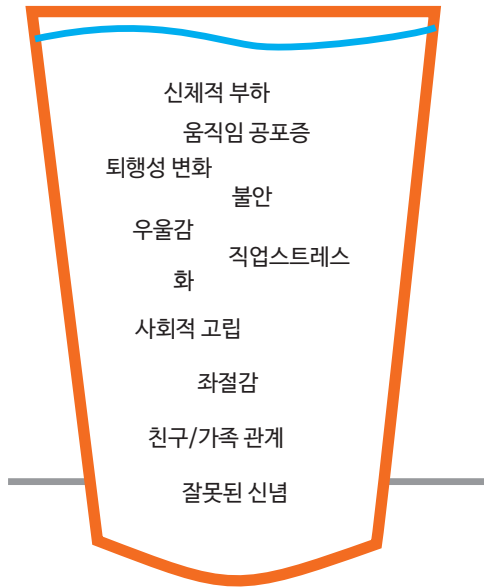 신체적 부하
움직임 공포증
퇴행성 변화
불안
우울감
직업스트레스
화
사회적 고립
좌절감
친구/가족 관계
잘못된 신념